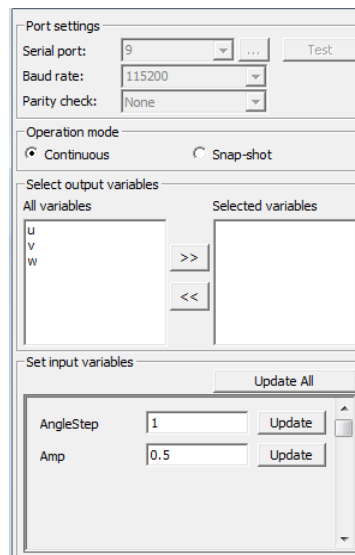 Port settings
Serial port: 9 ... Test
Baud rate: 115200
Parity check: None
Operation mode
Continuous Snap-shot
Select output variables
All variables Selected variables
u
v
w
>>
<<
Set input variables
Update All
AngleStep 1 Update
Amp 0.5 Update